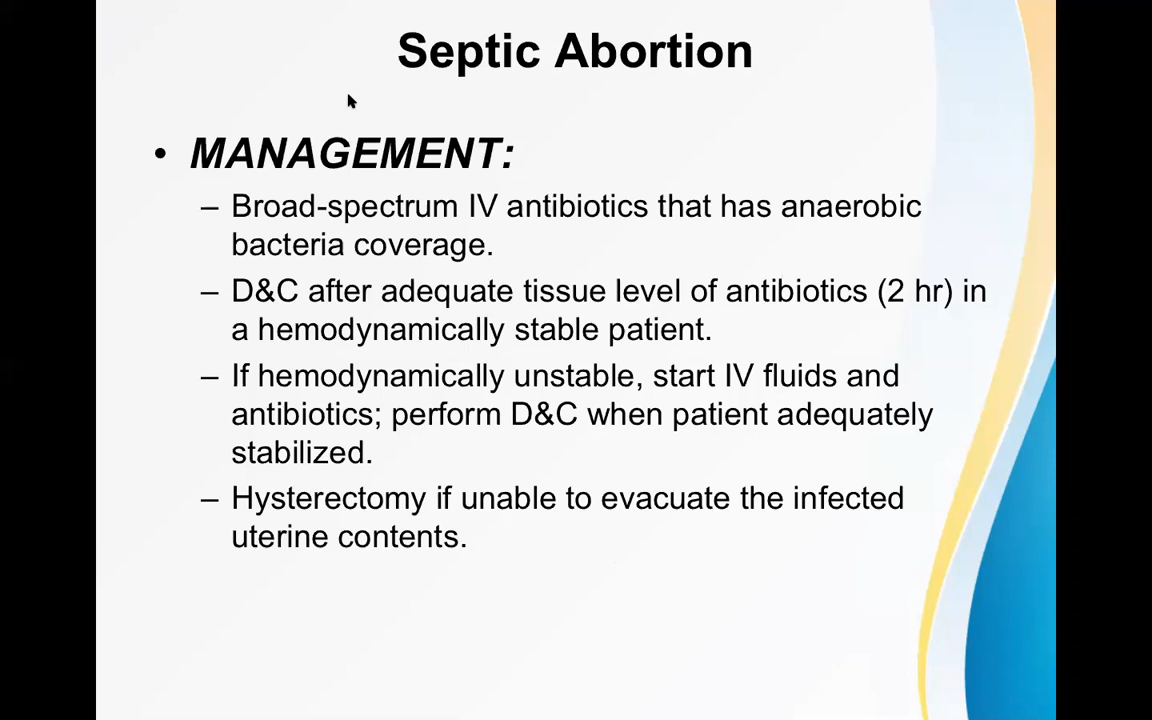 Septic Abortion
• MANAGEMENT:
– Broad-spectrum IV antibiotics that has anaerobic
bacteria coverage.
– D&C after adequate tissue level of antibiotics (2 hr) in
a hemodynamically stable patient.
– If hemodynamically unstable, start IV fluids and
antibiotics; perform D&C when patient adequately
stabilized.
– Hysterectomy if unable to evacuate the infected
uterine contents.